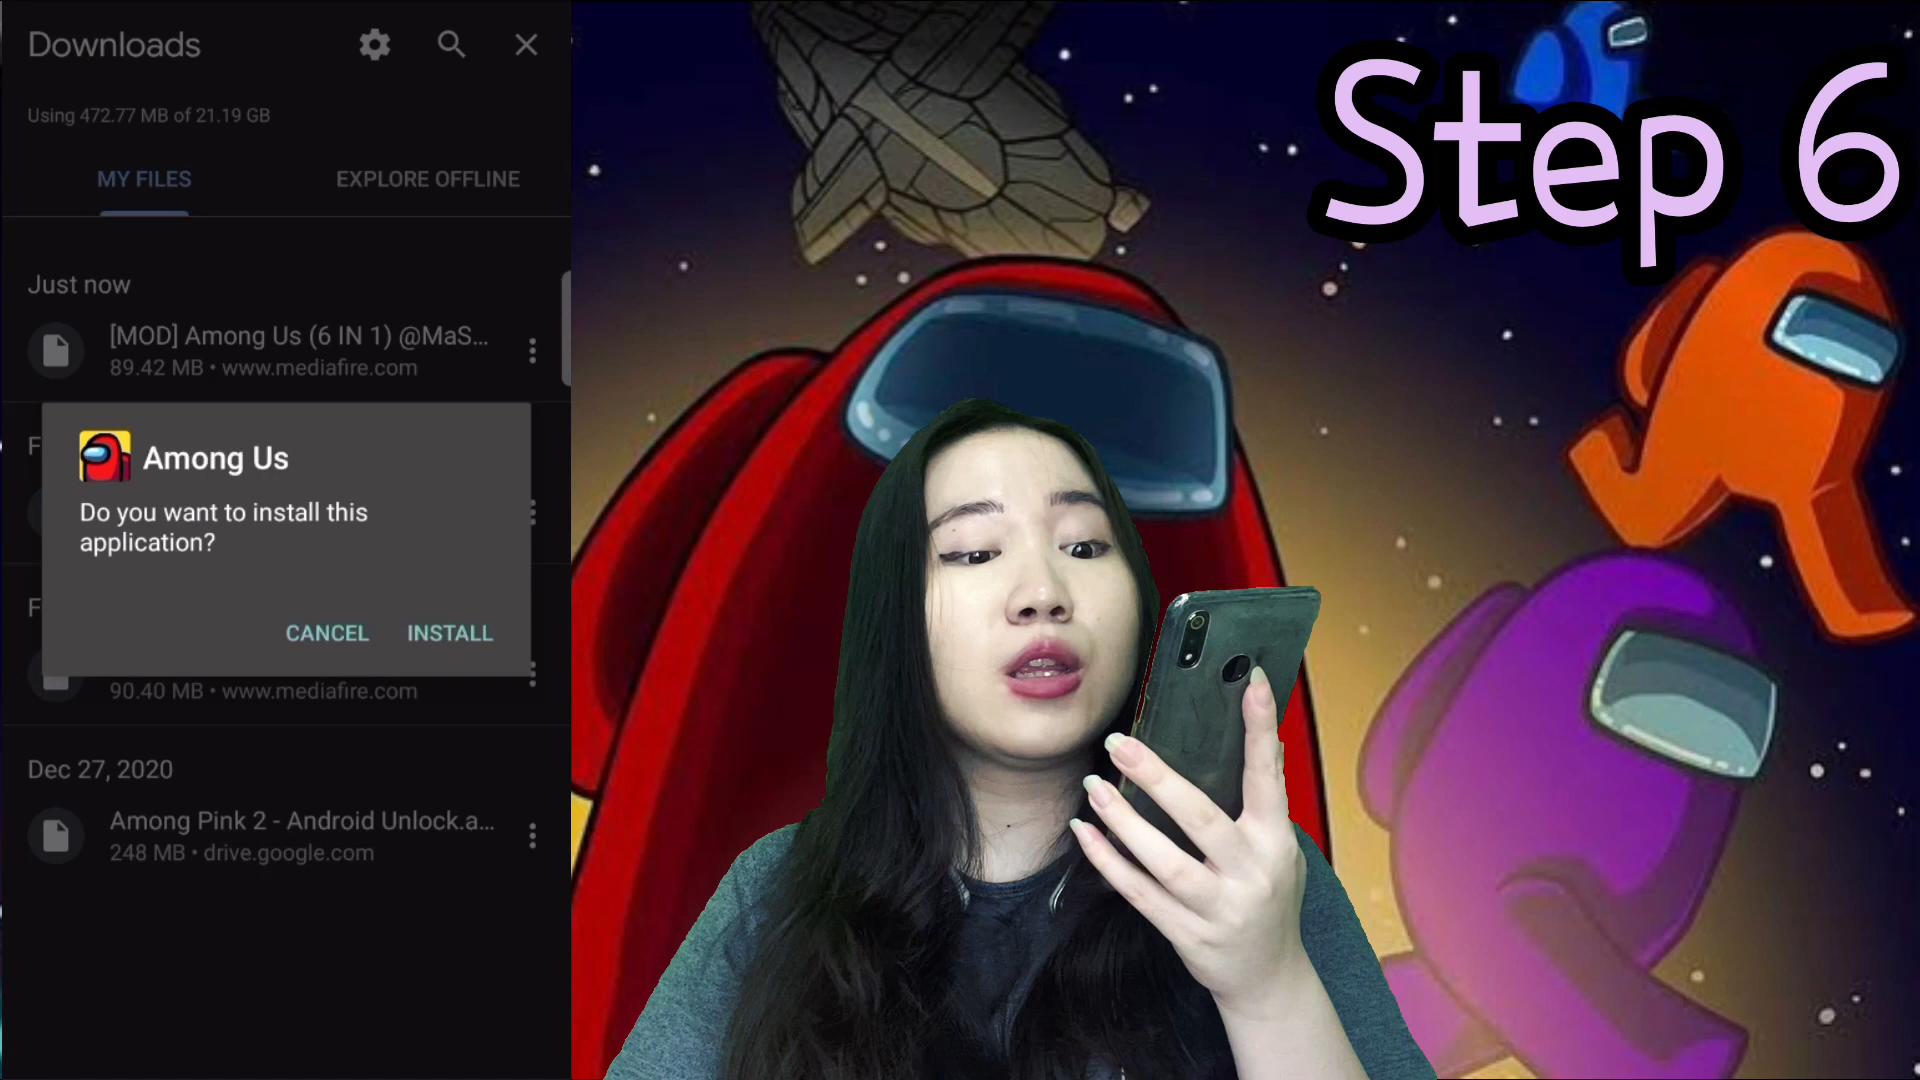 Downloads
Using 472.77 MB of 21.19 GB
MY FILES
EXPLORE OFFLINE
Just now
[MOD] Among Us (6 IN 1) @MaS...
89.42 MB • www.mediafire.com
F
Among Us
Do you want to install this
application?
F
CANCEL
INSTALL
90.40 MB • www.mediafire.com
Dec 27, 2020
Among Pink 2 - Android Unlock.a...
248 MB • drive.google.com
Step 6